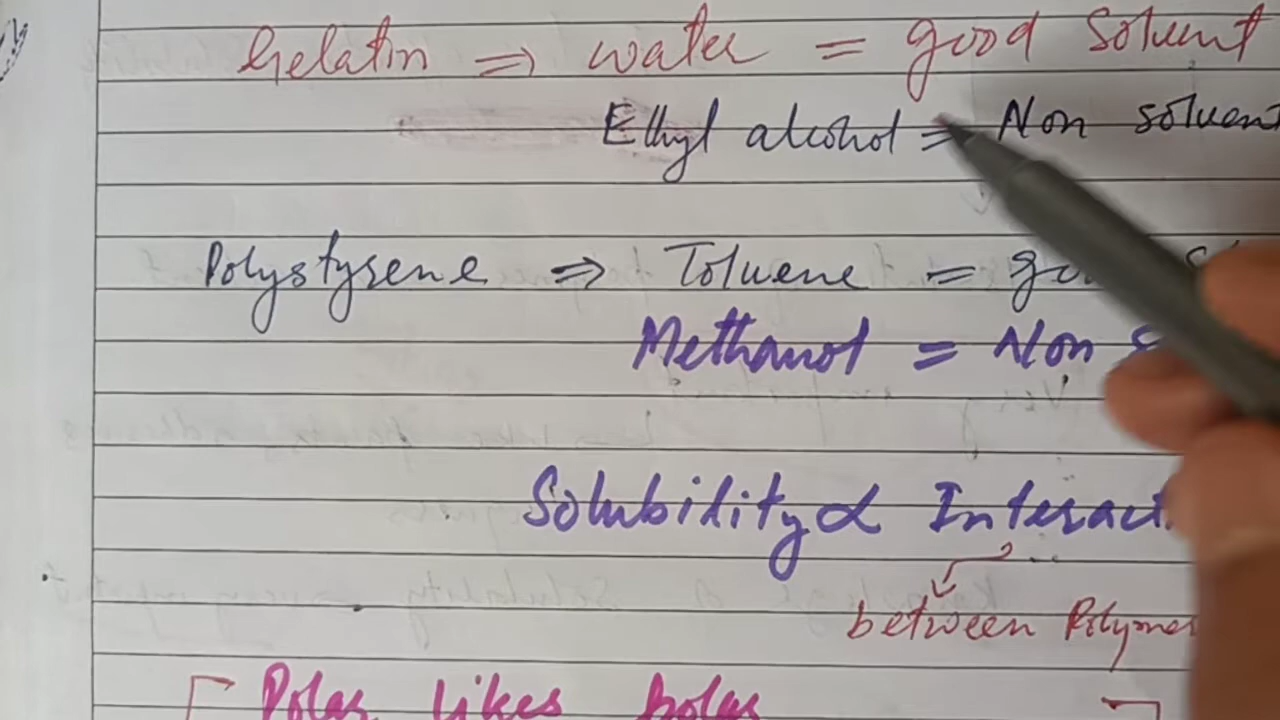 Gelatin ⇒ water = good Solvent
Ethyl alcohol = Non solvent
Polystyrene ⇒ Toluene = good
Methanol = Non
Solubility ∝ Interact
between Polymer
Polar likes polar